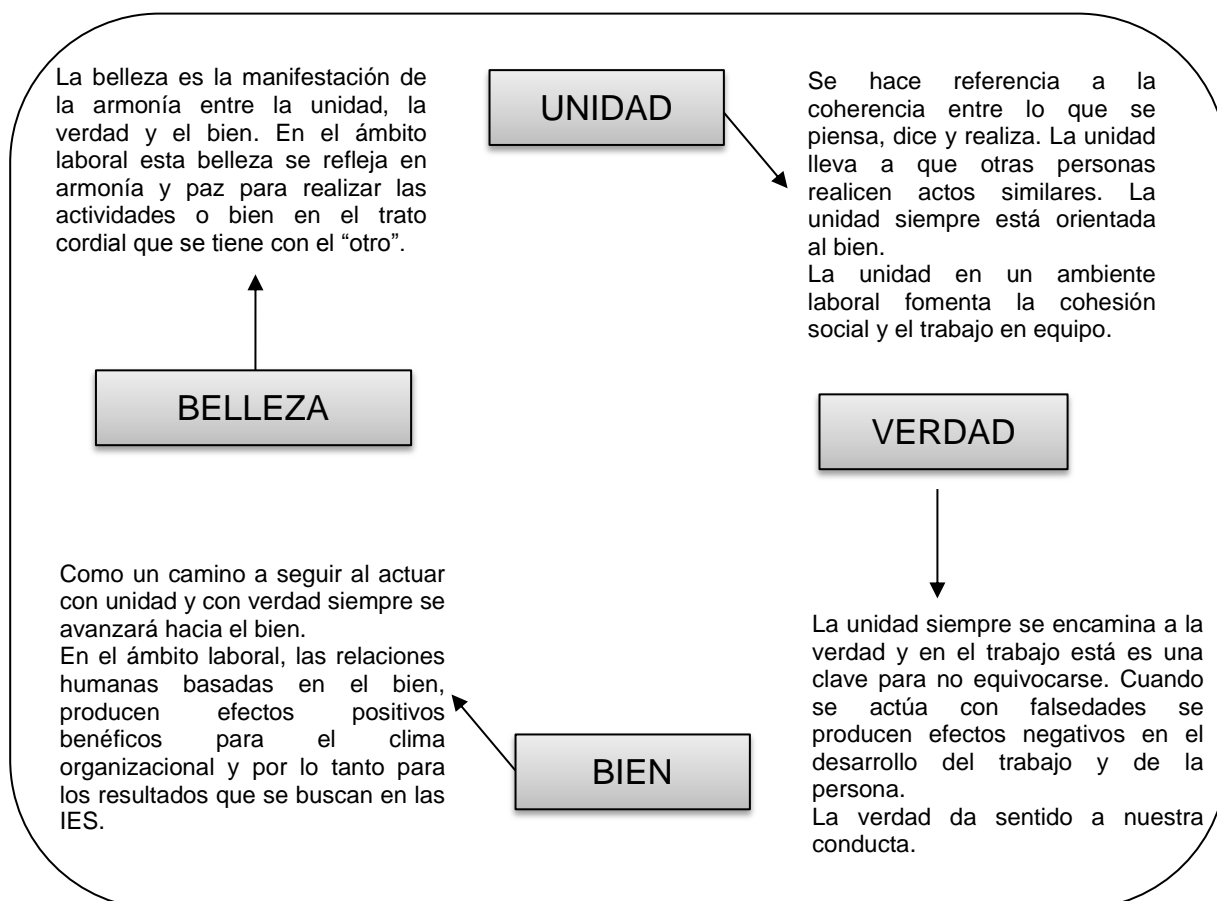 La belleza es la manifestación de
la armonía entre la unidad, la
verdad y el bien. En el ámbito
laboral esta belleza se refleja en
armonía y paz para realizar las
actividades o bien en el trato
cordial que se tiene con el “otro”.
UNIDAD
Se hace referencia a la
coherencia entre lo que se
piensa, dice y realiza. La unidad
lleva a que otras personas
realicen actos similares. La
unidad siempre está orientada
al bien.
La unidad en un ambiente
laboral fomenta la cohesión
social y el trabajo en equipo.
BELLEZA
VERDAD
Como un camino a seguir al actuar
con unidad y con verdad siempre se
avanzará hacia el bien.
En el ámbito laboral, las relaciones
humanas basadas en el bien,
producen efectos positivos
benéficos para el clima
organizacional y por lo tanto para
los resultados que se buscan en las
IES.
BIEN
La unidad siempre se encamina a la
verdad y en el trabajo está es una
clave para no equivocarse. Cuando
se actúa con falsedades se
producen efectos negativos en el
desarrollo del trabajo y de la
persona.
La verdad da sentido a nuestra
conducta.